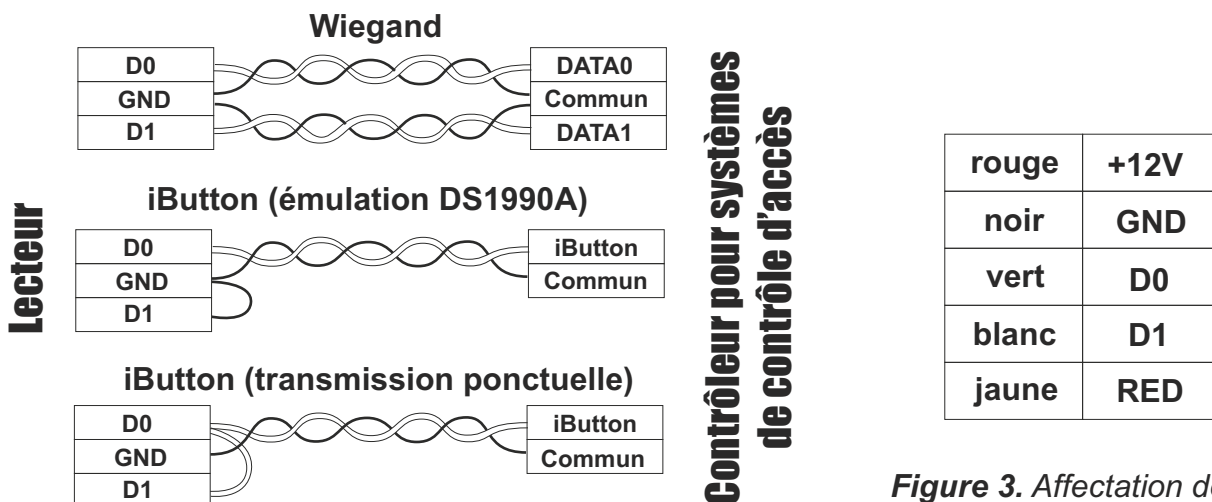 Lecteur
Wiegand
D0
GND
D1
DATA0
Commun
DATA1
iButton (émulation DS1990A)
D0
GND
D1
iButton
Commun
iButton (transmission ponctuelle)
D0
GND
D1
iButton
Commun
Contrôleur pour systèmes
de contrôle d'accès
rouge +12V
noir GND
vert D0
blanc D1
jaune RED
Figure 3. Affectation